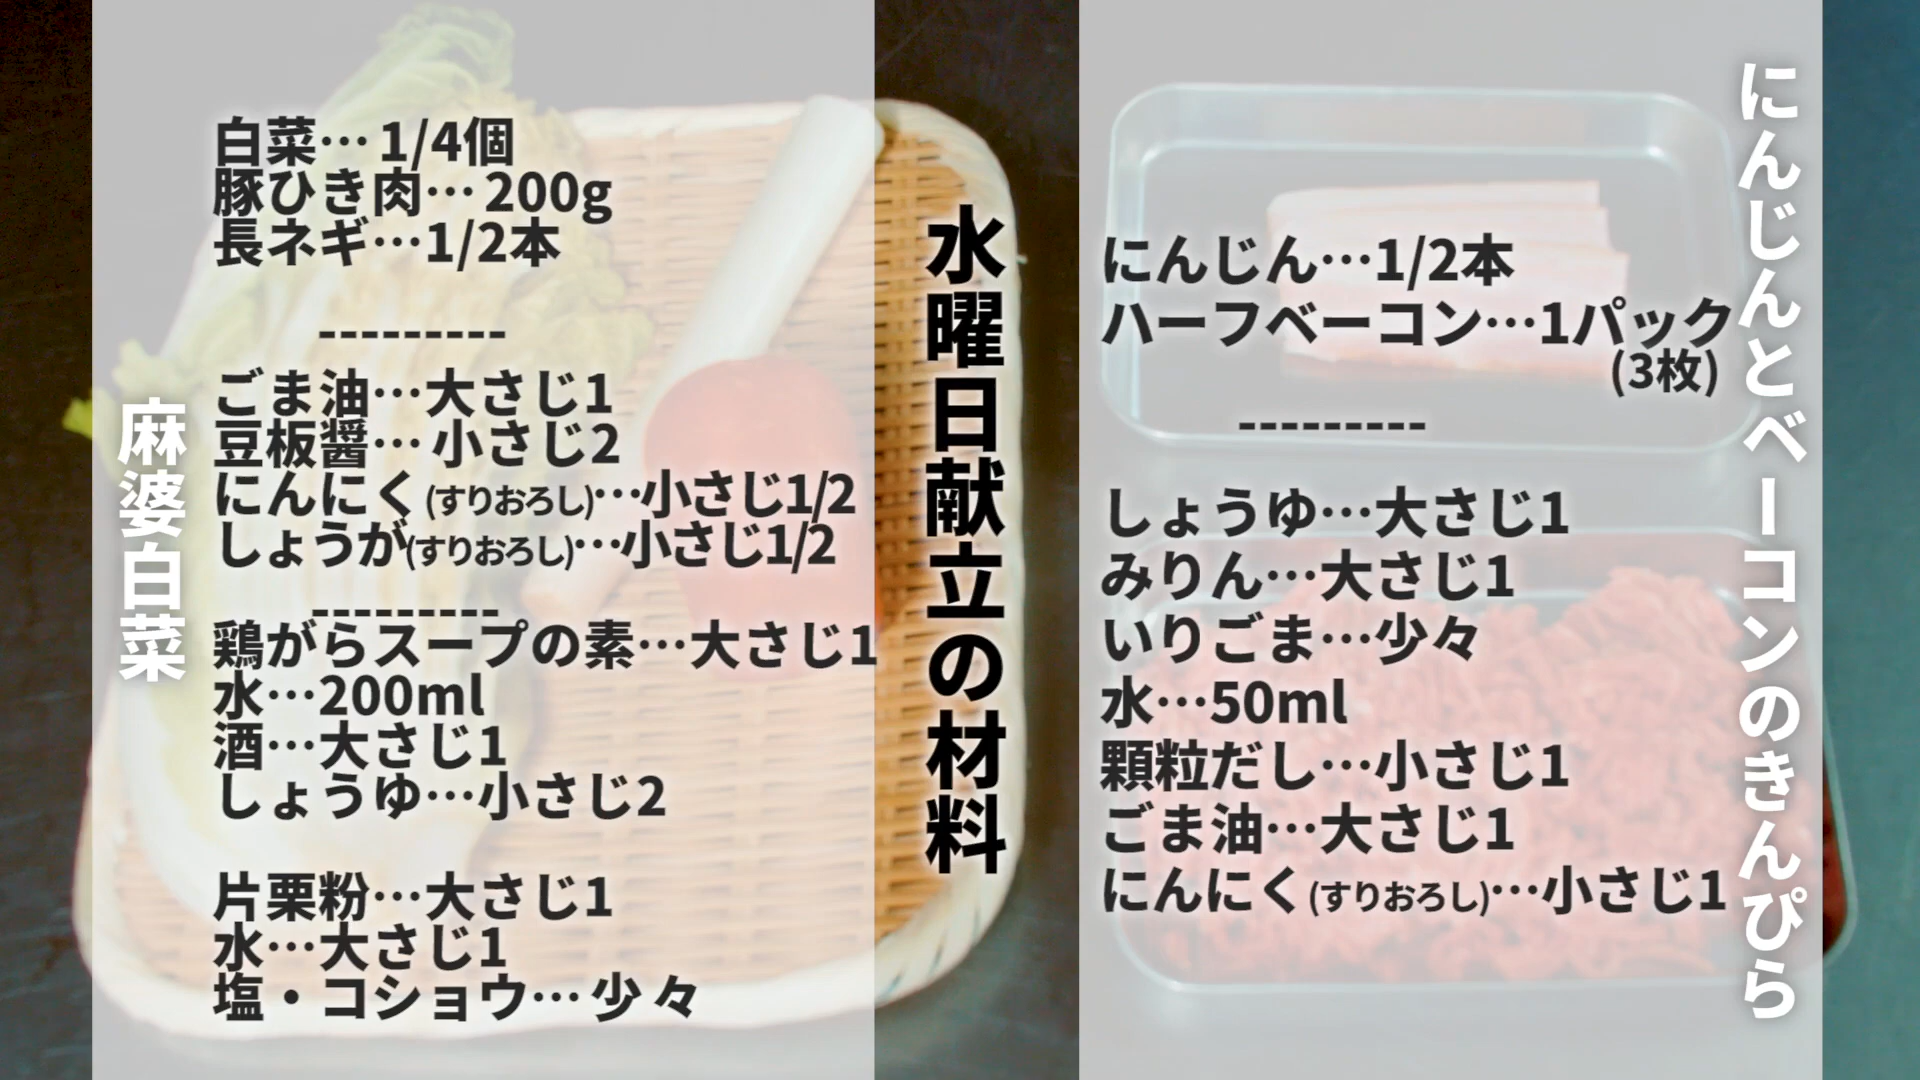 水曜日献立の材料
麻婆白菜
白菜…1/4個
豚ひき肉…200g
長ネギ…1/2本
---------
ごま油…大さじ1
豆板醤…小さじ2
にんにく(すりおろし)…小さじ1/2
しょうが(すりおろし)…小さじ1/2
---------
鶏がらスープの素…大さじ1
水…200ml
酒…大さじ1
しょうゆ…小さじ2
片栗粉…大さじ1
水…大さじ1
塩・コショウ…少々
にんじんとベーコンのきんぴら
にんじん…1/2本
ハーフベーコン…1パック
(3枚)
---------
しょうゆ…大さじ1
みりん…大さじ1
いりごま…少々
水…50ml
顆粒だし…小さじ1
ごま油…大さじ1
にんにく(すりおろし)…小さじ1